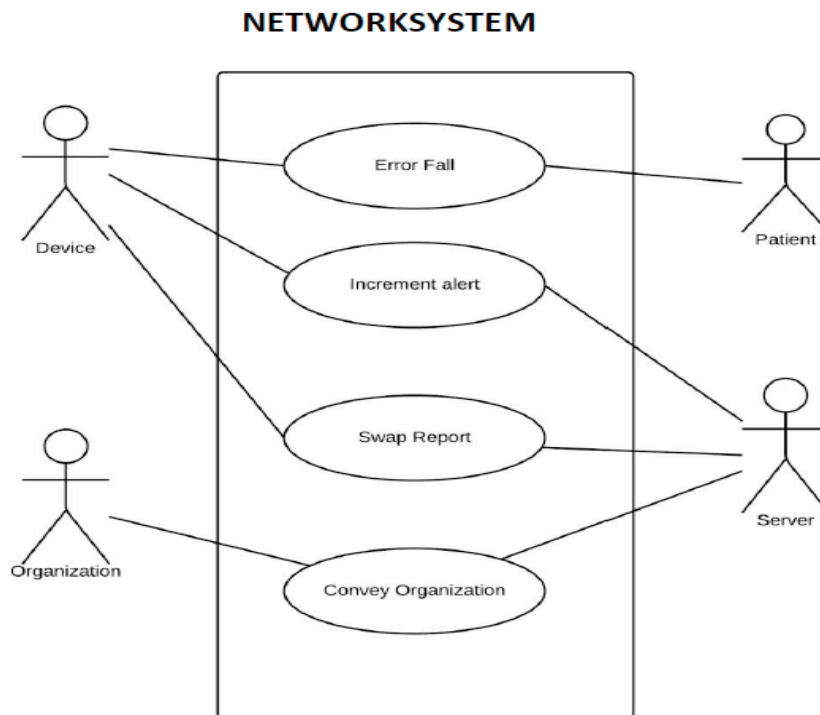 NETWORKSYSTEM
Error Fall
Device
Patient
Increment alert
Swap Report
Organization
Server
Convey Organization